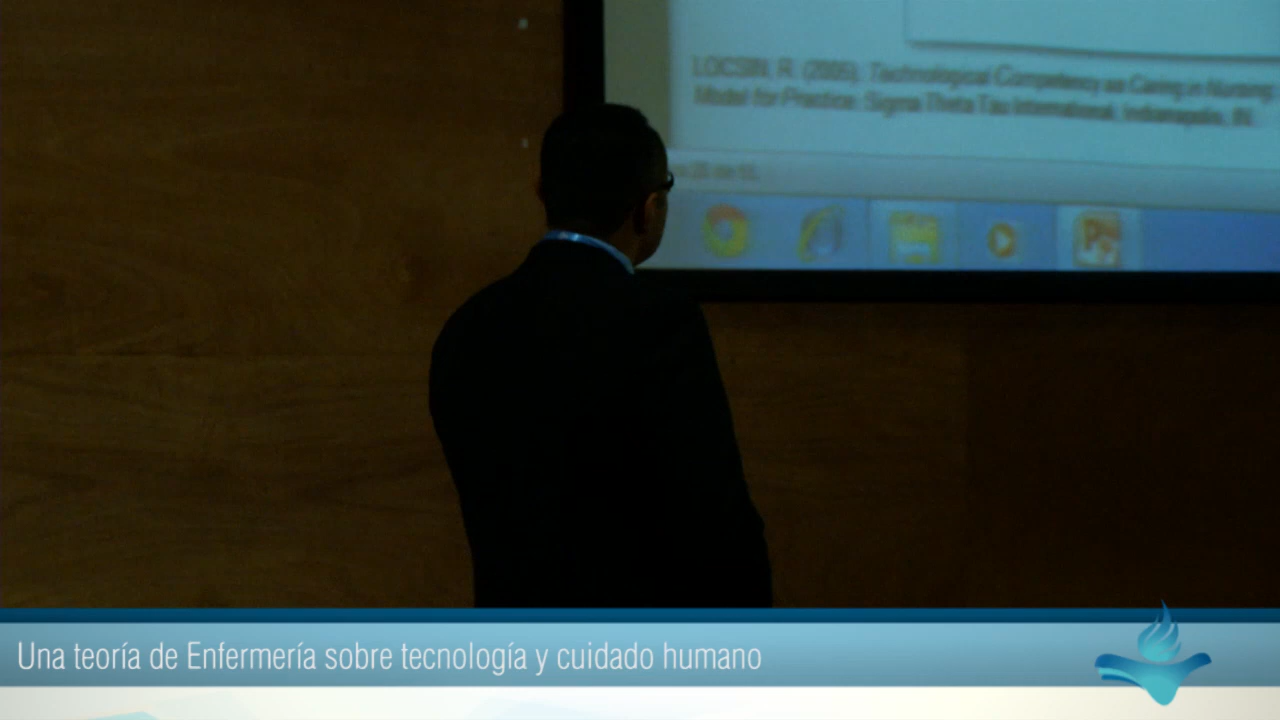 LOCSIN, R. (2005). Technological Competency as Caring in Nursing:
Model for Practice. Sigma Theta Tau International, Indianapolis, IN
Una teoría de Enfermería sobre tecnología y cuidado humano